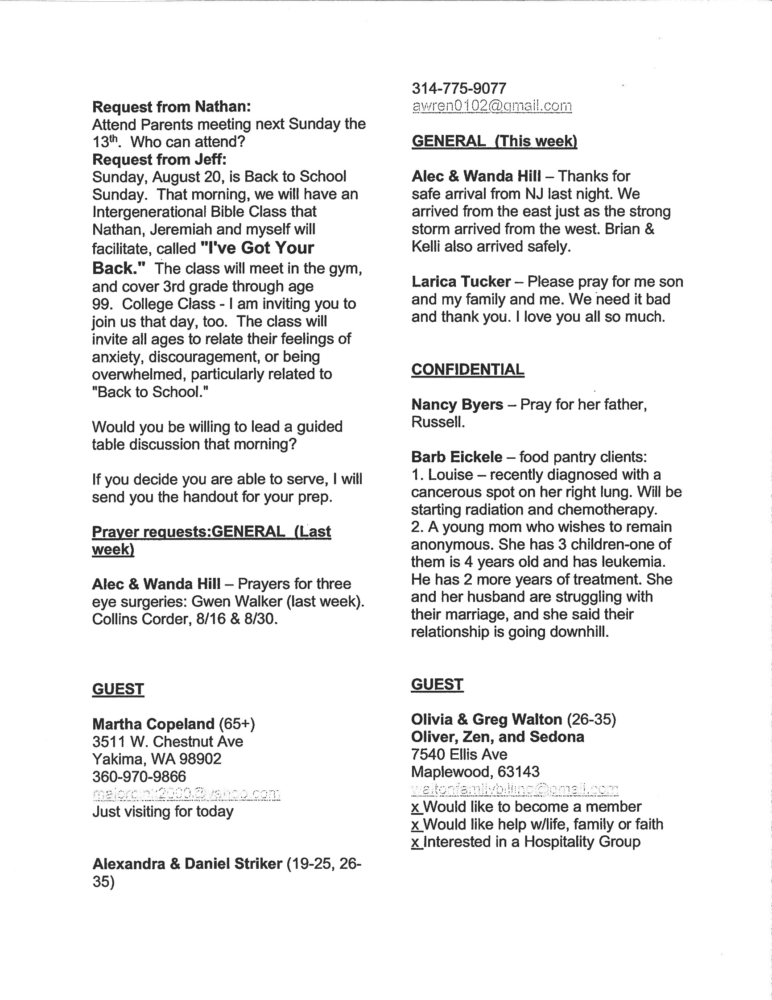 Request from Nathan:
Attend Parents meeting next Sunday the
13th. Who can attend?
Request from Jeff:
Sunday, August 20, is Back to School
Sunday. That morning, we will have an
Intergenerational Bible Class that
Nathan, Jeremiah and myself will
facilitate, called "I've Got Your
Back." The class will meet in the gym,
and cover 3rd grade through age
99. College Class - I am inviting you to
join us that day, too. The class will
invite all ages to relate their feelings of
anxiety, discouragement, or being
overwhelmed, particularly related to
"Back to School."
Would you be willing to lead a guided
table discussion that morning?
If you decide you are able to serve, I will
send you the handout for your prep.
Prayer requests:GENERAL (Last
week)
Alec & Wanda Hill – Prayers for three
eye surgeries: Gwen Walker (last week).
Collins Corder, 8/16 & 8/30.
GUEST
Martha Copeland (65+)
3511 W. Chestnut Ave
Yakima, WA 98902
360-970-9866
Just visiting for today
Alexandra & Daniel Striker (19-25, 26-
35)
314-775-9077
awren0102@gmail.com
GENERAL (This week)
Alec & Wanda Hill – Thanks for
safe arrival from NJ last night. We
arrived from the east just as the strong
storm arrived from the west. Brian &
Kelli also arrived safely.
Larica Tucker – Please pray for me son
and my family and me. We need it bad
and thank you. I love you all so much.
CONFIDENTIAL
Nancy Byers – Pray for her father,
Russell.
Barb Eickele – food pantry clients:
1. Louise – recently diagnosed with a
cancerous spot on her right lung. Will be
starting radiation and chemotherapy.
2. A young mom who wishes to remain
anonymous. She has 3 children-one of
them is 4 years old and has leukemia.
He has 2 more years of treatment. She
and her husband are struggling with
their marriage, and she said their
relationship is going downhill.
GUEST
Olivia & Greg Walton (26-35)
Oliver, Zen, and Sedona
7540 Ellis Ave
Maplewood, 63143
waltonfamilybilling@gmail.com
x Would like to become a member
x Would like help w/life, family or faith
x Interested in a Hospitality Group